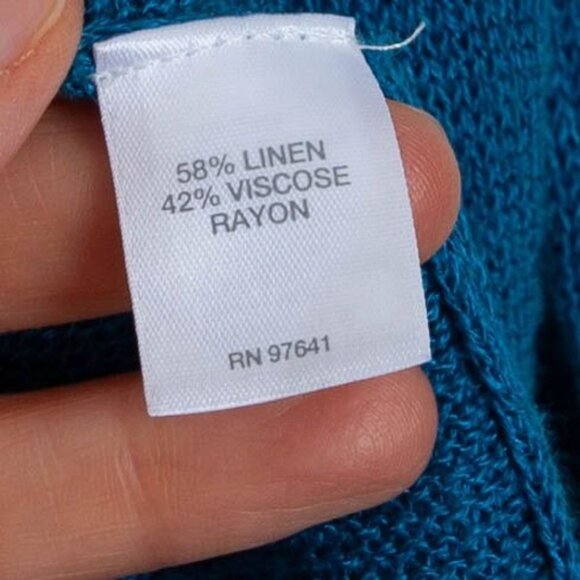 58% LINEN
42% VISCOSE
RAYON
RN 97641